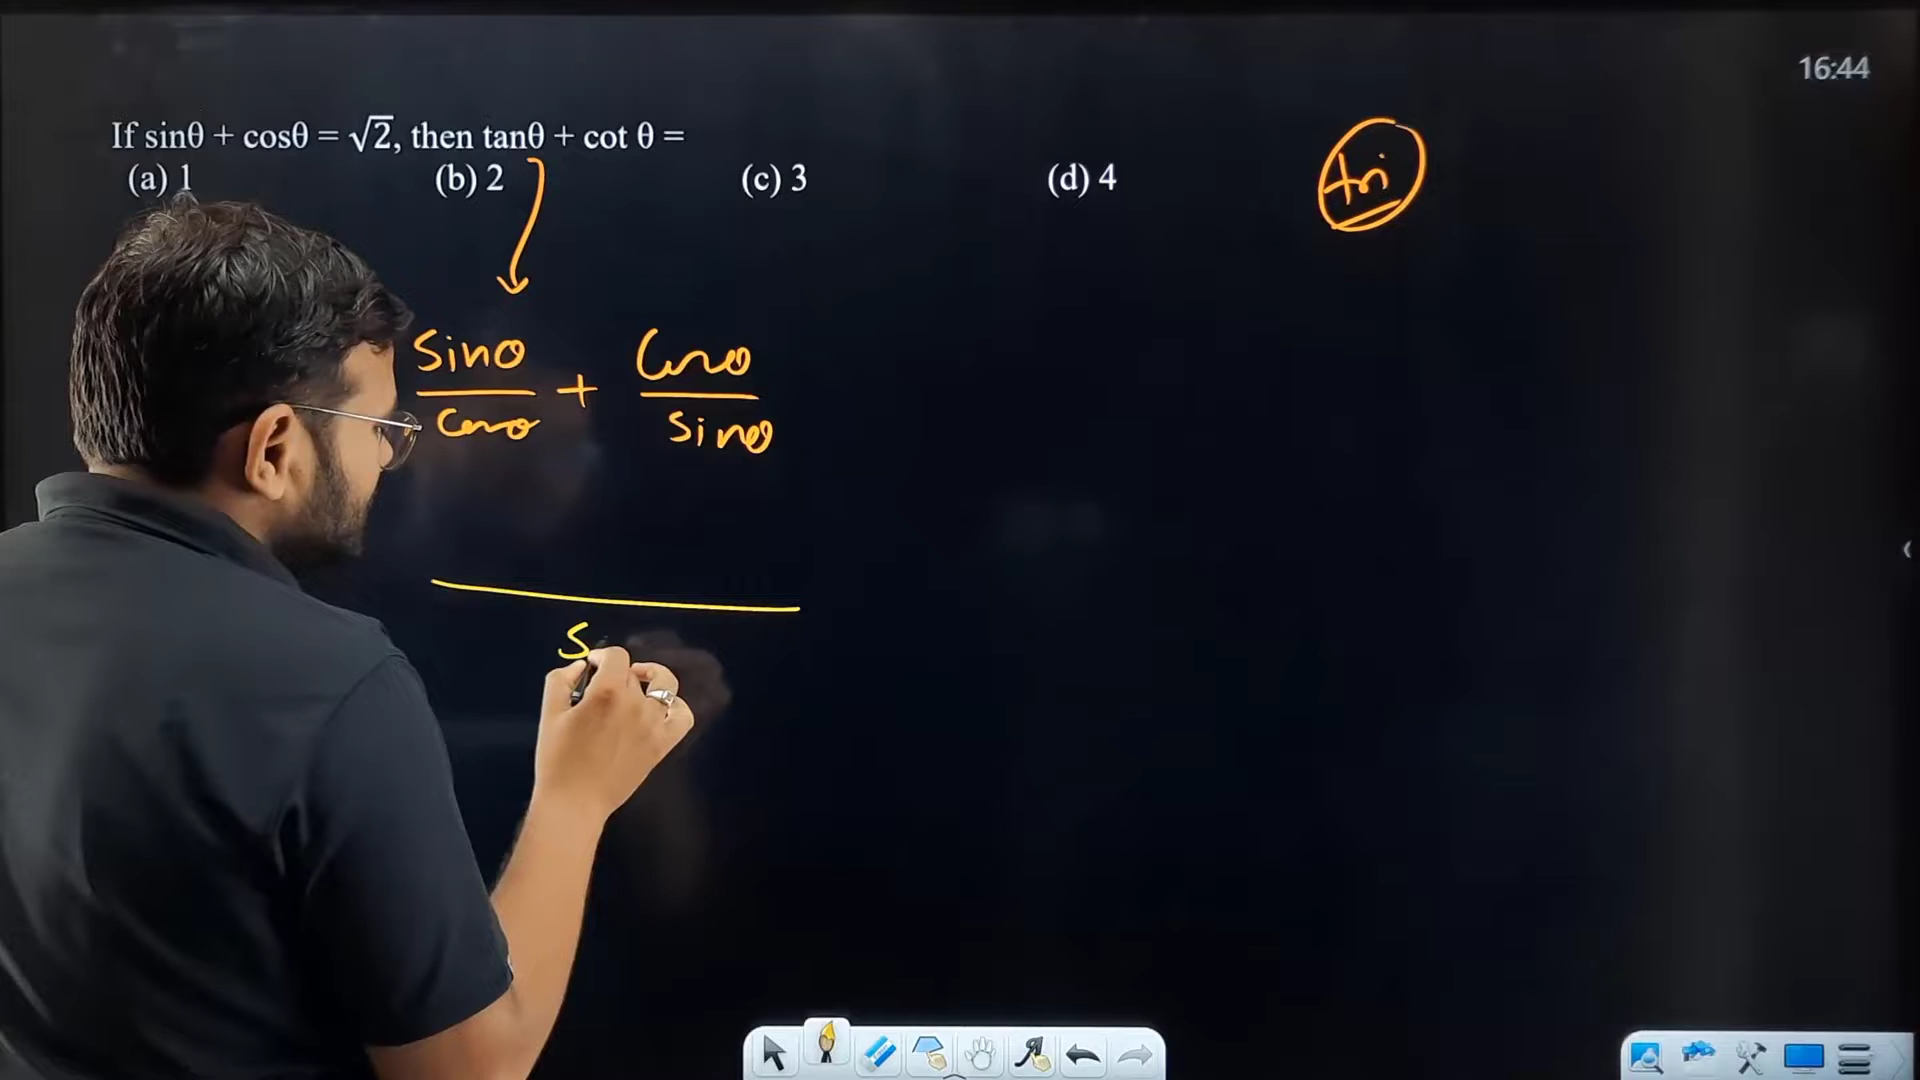 16:44
If sinθ + cosθ = √2, then tanθ + cot θ =
(a) 1 (b) 2 (c) 3 (d) 4
tri
sinθ / cosθ + cosθ / sinθ
S